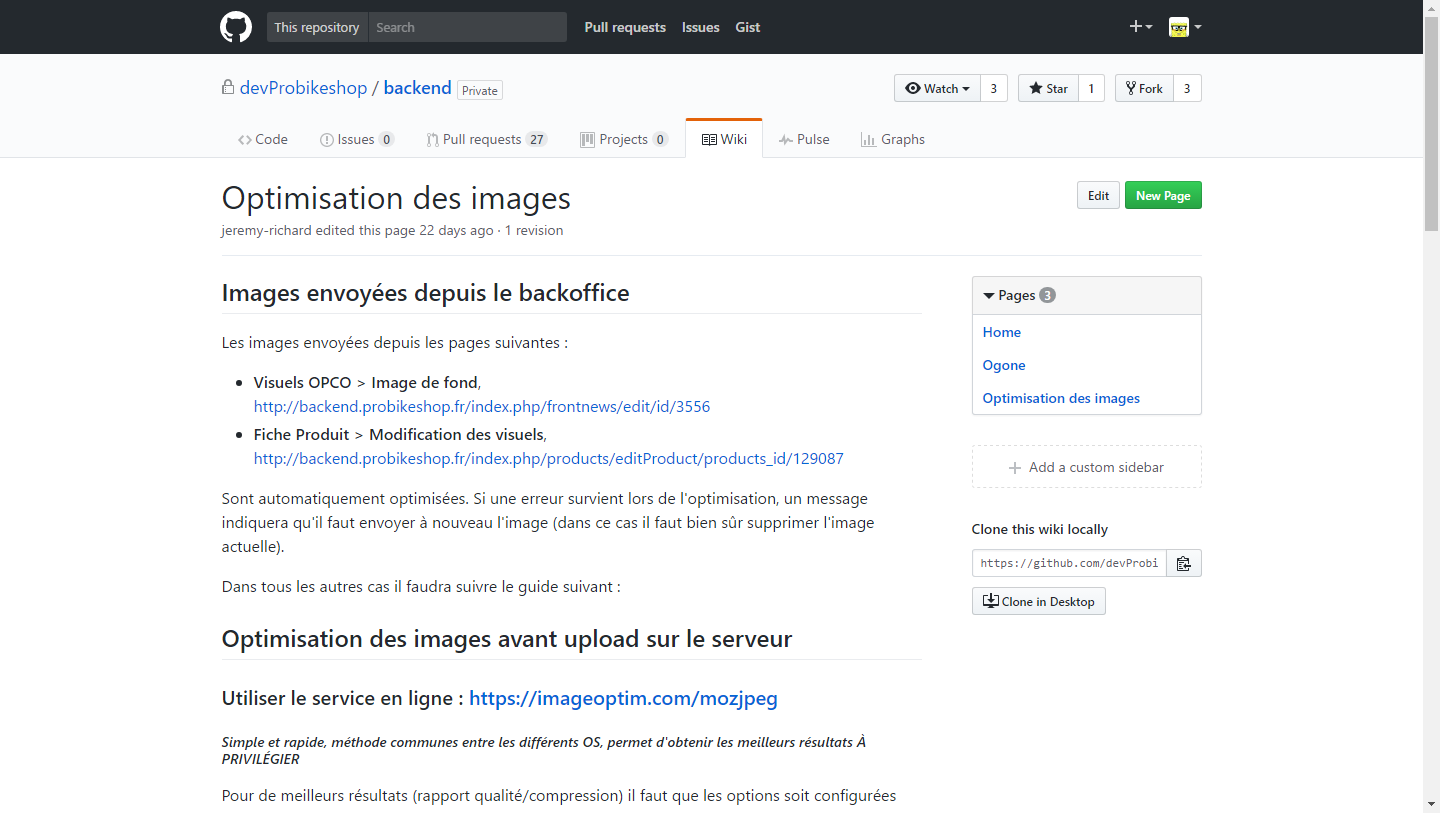 This repository Search Pull requests Issues Gist
devProbikeshop / backend Private
Watch 3 Star 1 Fork 3
Code Issues 0 Pull requests 27 Projects 0 Wiki Pulse Graphs
Optimisation des images
Edit New Page
jeremy-richard edited this page 22 days ago · 1 revision
Images envoyées depuis le backoffice
Les images envoyées depuis les pages suivantes :
Visuels OPCO > Image de fond,
http://backend.probikeshop.fr/index.php/frontnews/edit/id/3556
Fiche Produit > Modification des visuels,
http://backend.probikeshop.fr/index.php/products/editProduct/products_id/129087
Sont automatiquement optimisées. Si une erreur survient lors de l'optimisation, un message
indiquera qu'il faut envoyer à nouveau l'image (dans ce cas il faut bien sûr supprimer l'image
actuelle).
Dans tous les autres cas il faudra suivre le guide suivant :
Optimisation des images avant upload sur le serveur
Utiliser le service en ligne : https://imageoptim.com/mozjpeg
Simple et rapide, méthode communes entre les différents OS, permet d'obtenir les meilleurs résultats À
PRIVILÉGIER
Pour de meilleurs résultats (rapport qualité/compression) il faut que les options soit configurées
Pages 3
Home
Ogone
Optimisation des images
Add a custom sidebar
Clone this wiki locally
https://github.com/devProbi
Clone in Desktop